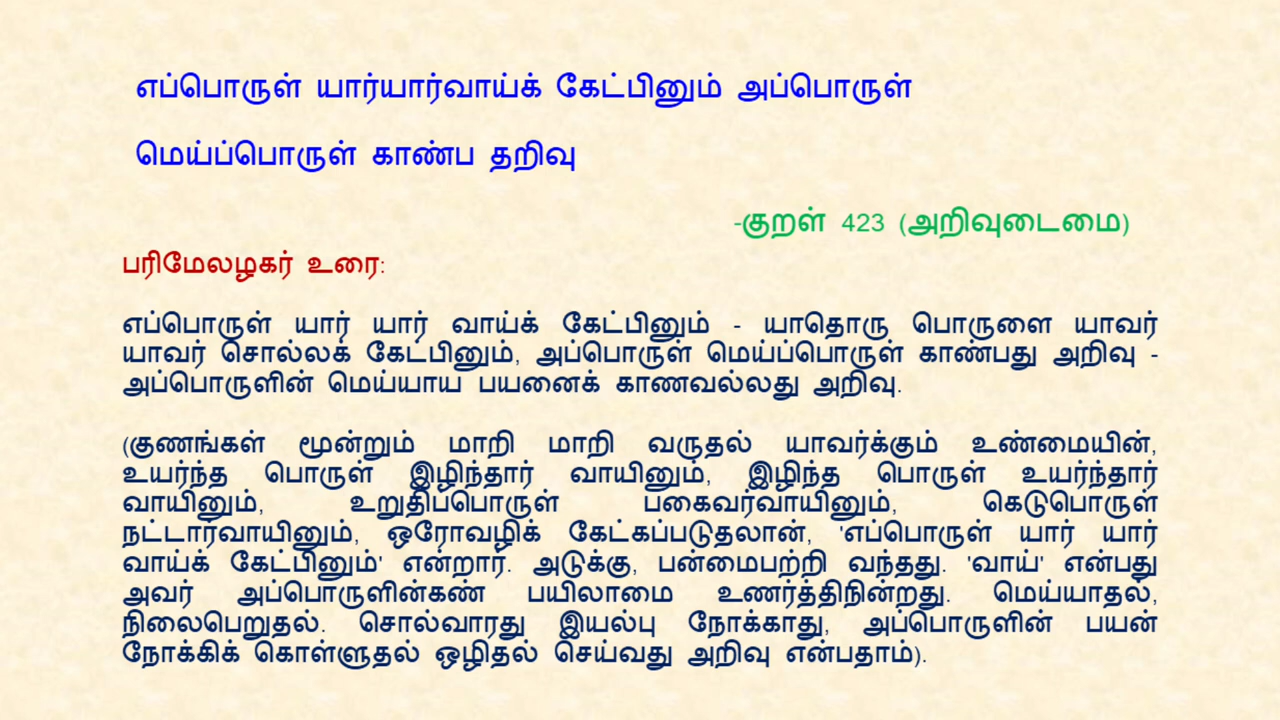 எப்பொருள் யார்யார்வாய்க் கேட்பினும் அப்பொருள்
மெய்ப்பொருள் காண்ப தறிவு
-குறள் 423 (அறிவுடைமை)
பரிமேலழகர் உரை:
எப்பொருள் யார் யார் வாய்க் கேட்பினும் - யாதொரு பொருளை யாவர்
யாவர் சொல்லக் கேட்பினும், அப்பொருள் மெய்ப்பொருள் காண்பது அறிவு -
அப்பொருளின் மெய்யாய பயனைக் காணவல்லது அறிவு.
(குணங்கள் மூன்றும் மாறி மாறி வருதல் யாவர்க்கும் உண்மையின்,
உயர்ந்த பொருள் இழிந்தார் வாயினும், இழிந்த பொருள் உயர்ந்தார்
வாயினும், உறுதிப்பொருள் பகைவர்வாயினும், கெடுபொருள்
நட்டார்வாயினும், ஒரோவழிக் கேட்கப்படுதலான், 'எப்பொருள் யார் யார்
வாய்க் கேட்பினும்' என்றார். அடுக்கு, பன்மைபற்றி வந்தது. 'வாய்' என்பது
அவர் அப்பொருளின்கண் பயிலாமை உணர்த்திநின்றது. மெய்யாதல்,
நிலைபெறுதல். சொல்வாரது இயல்பு நோக்காது, அப்பொருளின் பயன்
நோக்கிக் கொள்ளுதல் ஒழிதல் செய்வது அறிவு என்பதாம்).